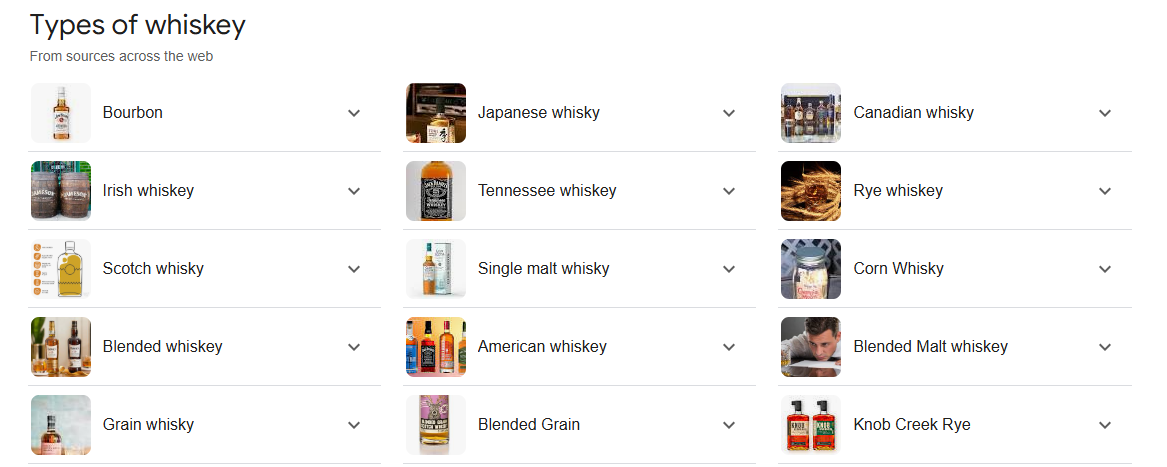 Types of whiskey
From sources across the web
Bourbon
Japanese whisky
Canadian whisky
Irish whiskey
Tennessee whiskey
Rye whiskey
Scotch whisky
Single malt whisky
Corn Whisky
Blended whiskey
American whiskey
Blended Malt whiskey
Grain whisky
Blended Grain
Knob Creek Rye